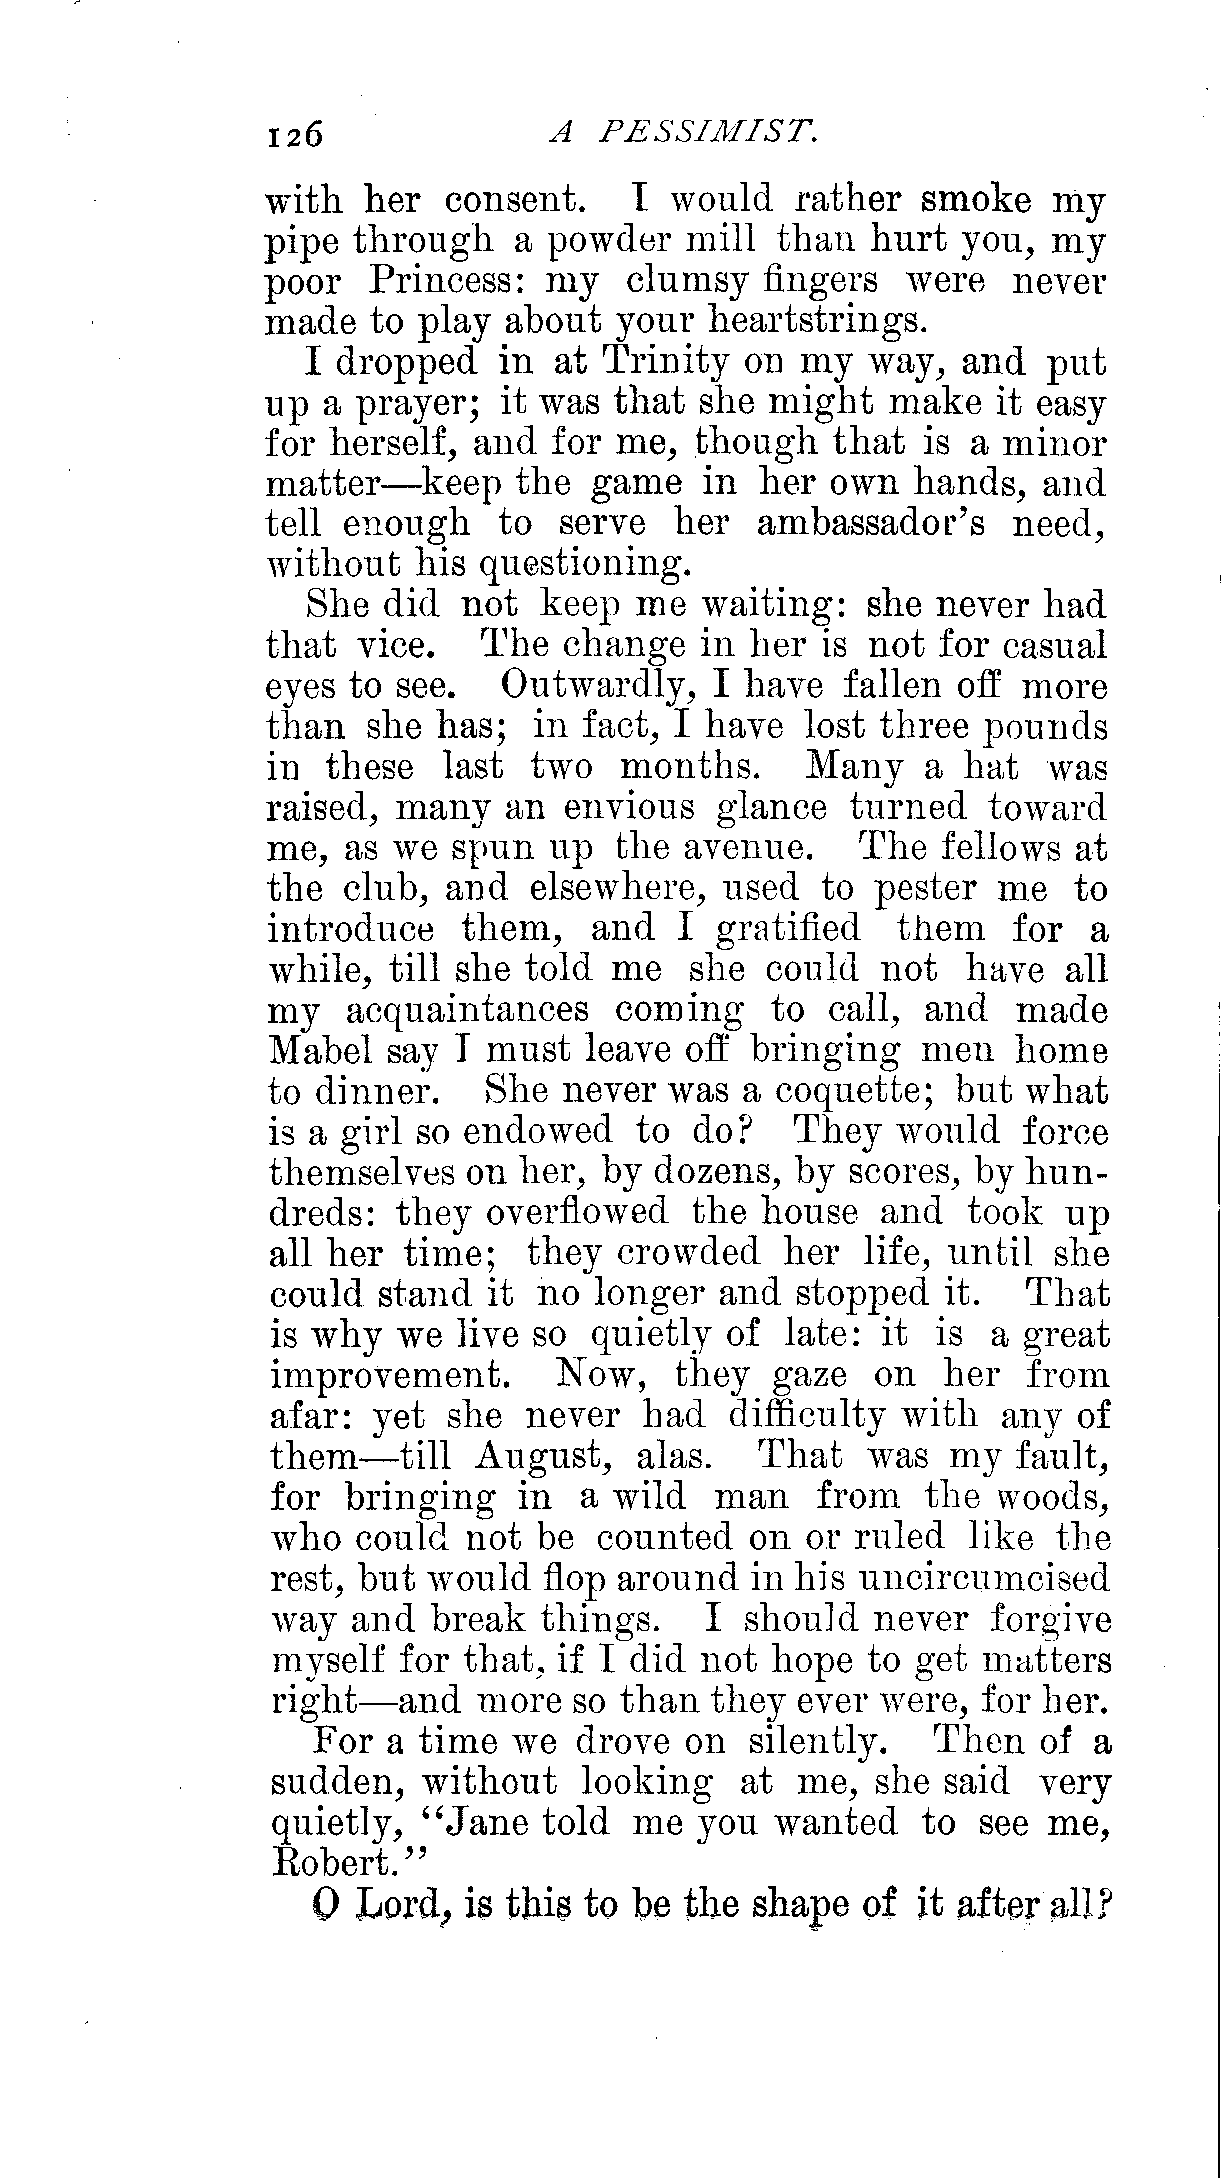 126 A PESSIMIST.
with her consent. I would rather smoke my
pipe through a powder mill than hurt you, my
poor Princess: my clumsy fingers were never
made to play about your heartstrings.
I dropped in at Trinity on my way, and put
up a prayer; it was that she might make it easy
for herself, and for me, though that is a minor
matter—keep the game in her own hands, and
tell enough to serve her ambassador's need,
without his questioning.
She did not keep me waiting: she never had
that vice. The change in her is not for casual
eyes to see. Outwardly, I have fallen off more
than she has; in fact, I have lost three pounds
in these last two months. Many a hat was
raised, many an envious glance turned toward
me, as we spun up the avenue. The fellows at
the club, and elsewhere, used to pester me to
introduce them, and I gratified them for a
while, till she told me she could not have all
my acquaintances coming to call, and made
Mabel say I must leave off bringing men home
to dinner. She never was a coquette; but what
is a girl so endowed to do? They would force
themselves on her, by dozens, by scores, by hun-
dreds: they overflowed the house and took up
all her time; they crowded her life, until she
could stand it no longer and stopped it. That
is why we live so quietly of late: it is a great
improvement. Now, they gaze on her from
afar: yet she never had difficulty with any of
them—till August, alas. That was my fault,
for bringing in a wild man from the woods,
who could not be counted on or ruled like the
rest, but would flop around in his uncircumcised
way and break things. I should never forgive
myself for that, if I did not hope to get matters
right—and more so than they ever were, for her.
For a time we drove on silently. Then of a
sudden, without looking at me, she said very
quietly, "Jane told me you wanted to see me,
Robert."
O Lord, is this to be the shape of it after all?